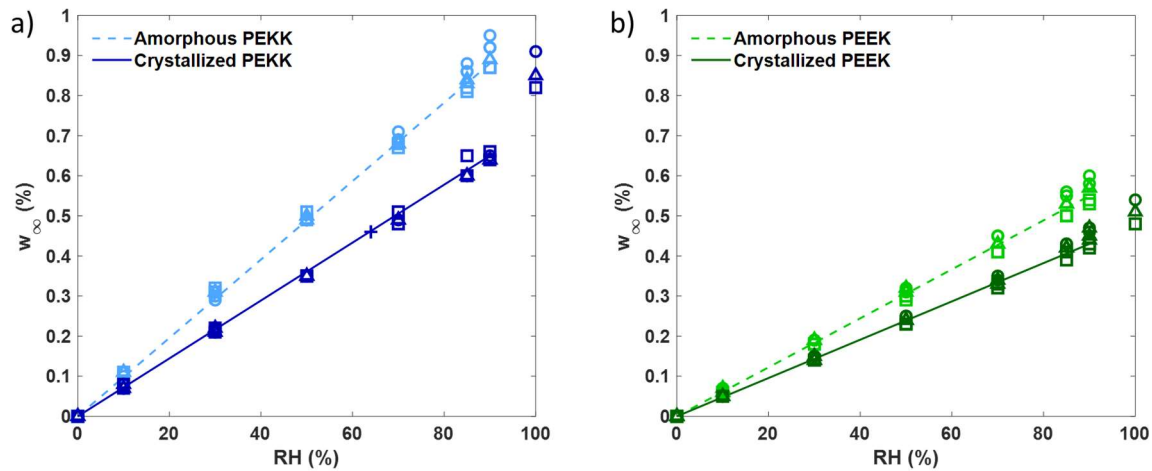 a)
Amorphous PEKK
Crystallized PEKK
w∞ (%)
1
0.9
0.8
0.7
0.6
0.5
0.4
0.3
0.2
0.1
0
0 20 40 60 80 100
RH (%)
b)
Amorphous PEEK
Crystallized PEEK
w∞ (%)
1
0.9
0.8
0.7
0.6
0.5
0.4
0.3
0.2
0.1
0
0 20 40 60 80 100
RH (%)